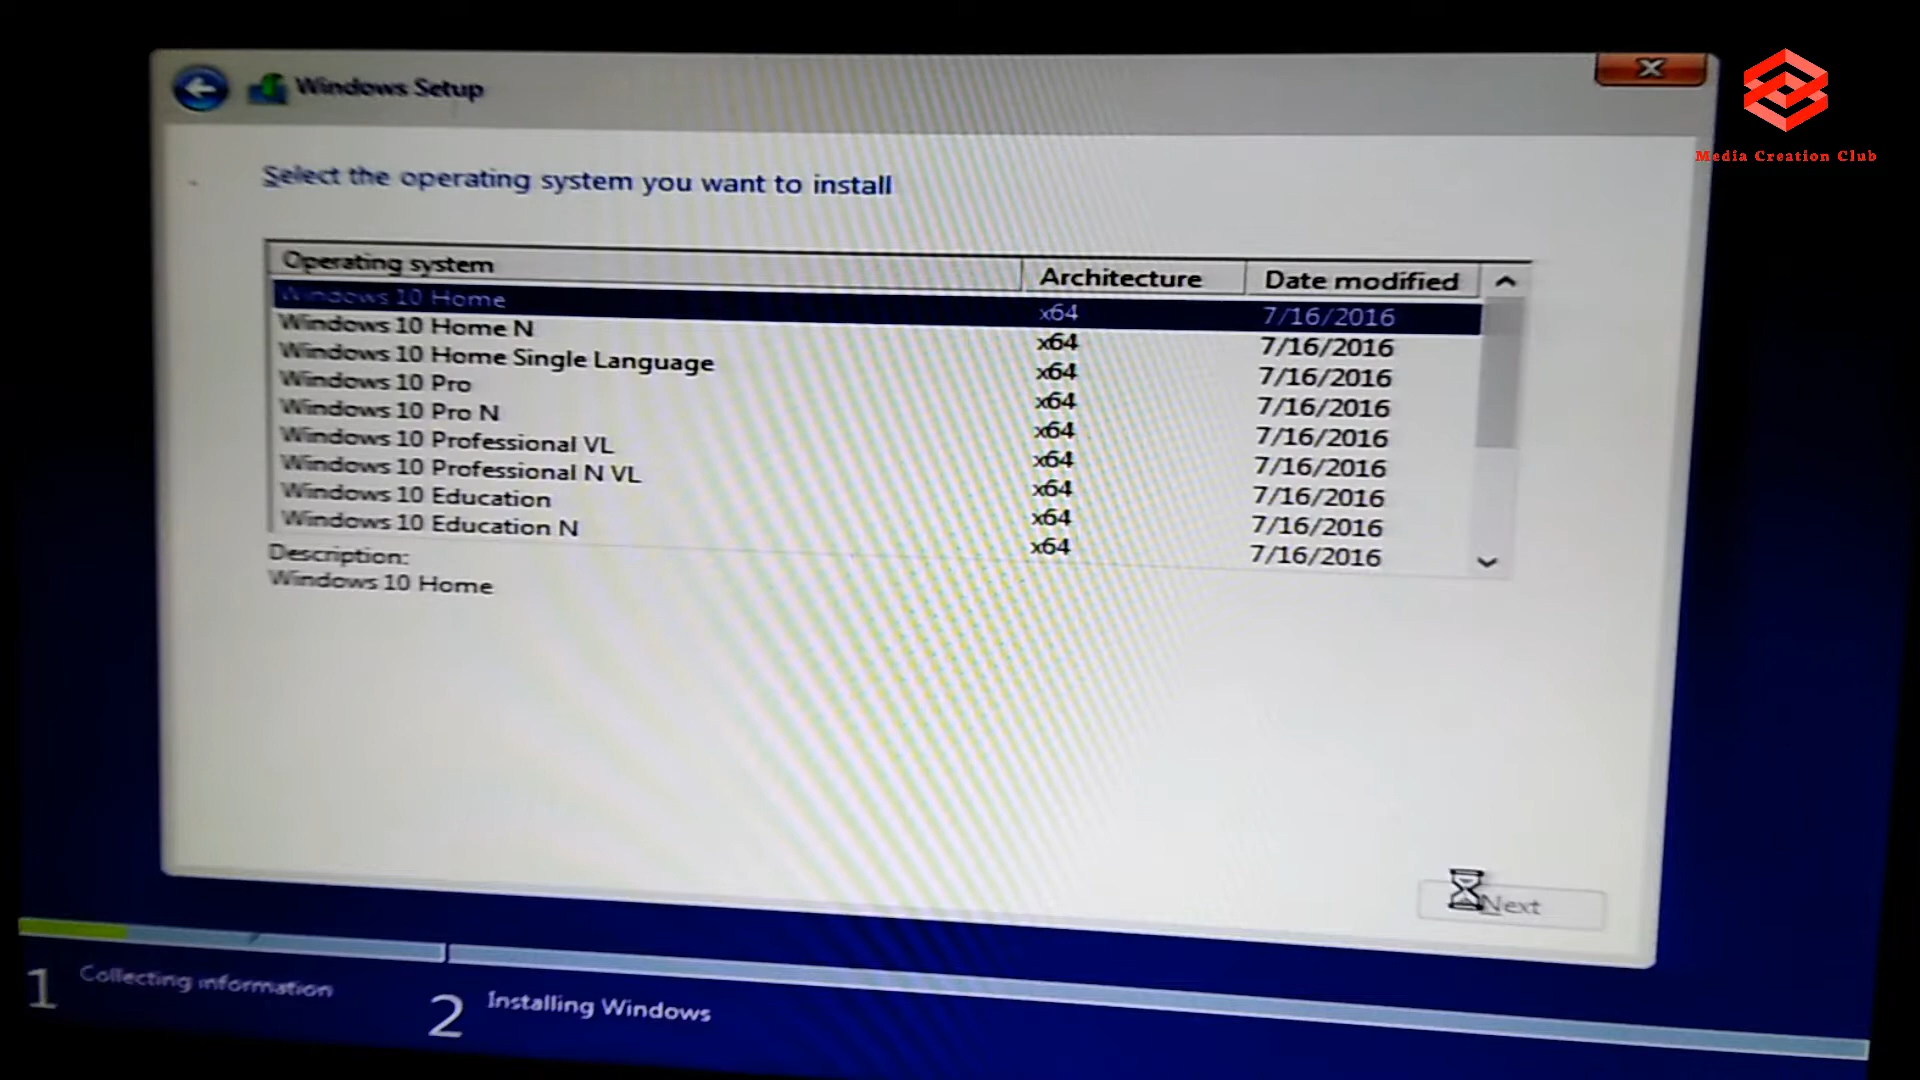 Windows Setup
Media Creation Club
Select the operating system you want to install
Operating system Architecture Date modified
Windows 10 Home x64 7/16/2016
Windows 10 Home N x64 7/16/2016
Windows 10 Home Single Language x64 7/16/2016
Windows 10 Pro x64 7/16/2016
Windows 10 Pro N x64 7/16/2016
Windows 10 Professional VL x64 7/16/2016
Windows 10 Professional N VL x64 7/16/2016
Windows 10 Education x64 7/16/2016
Windows 10 Education N x64 7/16/2016
Description:
Windows 10 Home
Next
1 Collecting information
2 Installing Windows